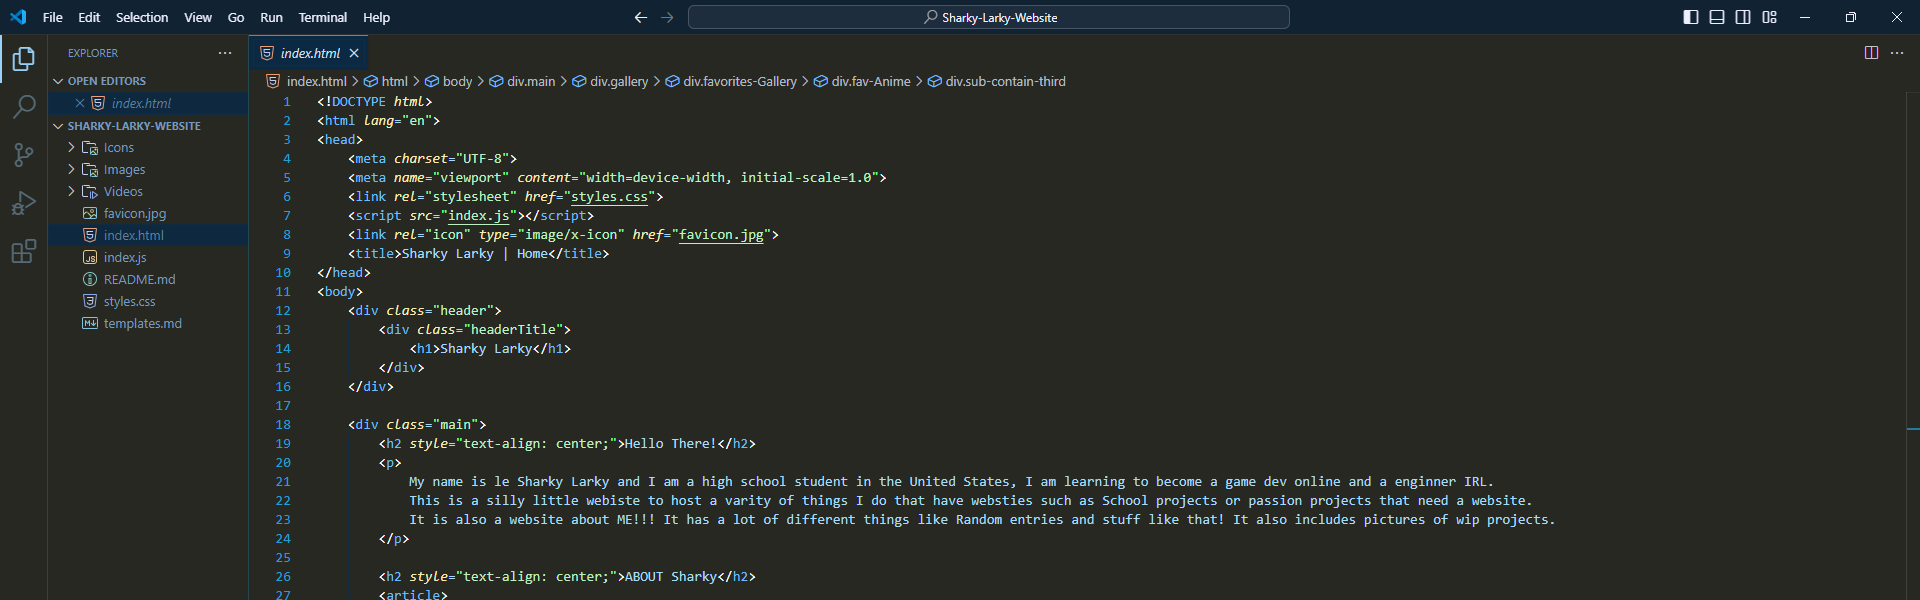 File Edit Selection View Go Run Terminal Help
Sharky-Larky-Website
EXPLORER
OPEN EDITORS
index.html
SHARKY-LARKY-WEBSITE
Icons
Images
Videos
favicon.jpg
index.html
index.js
README.md
styles.css
templates.md
index.html
index.html > html > body > div.main > div.gallery > div.favorites-Gallery > div.fav-Anime > div.sub-contain-third
1 <!DOCTYPE html>
2 <html lang="en">
3 <head>
4 <meta charset="UTF-8">
5 <meta name="viewport" content="width=device-width, initial-scale=1.0">
6 <link rel="stylesheet" href="styles.css">
7 <script src="index.js"></script>
8 <link rel="icon" type="image/x-icon" href="favicon.jpg">
9 <title>Sharky Larky | Home</title>
10 </head>
11 <body>
12 <div class="header">
13 <div class="headerTitle">
14 <h1>Sharky Larky</h1>
15 </div>
16 </div>
17
18 <div class="main">
19 <h2 style="text-align: center;">Hello There!</h2>
20 <p>
21 My name is le Sharky Larky and I am a high school student in the United States, I am learning to become a game dev online and a enginner IRL.
22 This is a silly little webiste to host a varity of things I do that have websties such as School projects or passion projects that need a website.
23 It is also a website about ME!!! It has a lot of different things like Random entries and stuff like that! It also includes pictures of wip projects.
24 </p>
25
26 <h2 style="text-align: center;">ABOUT Sharky</h2>
27 <article>